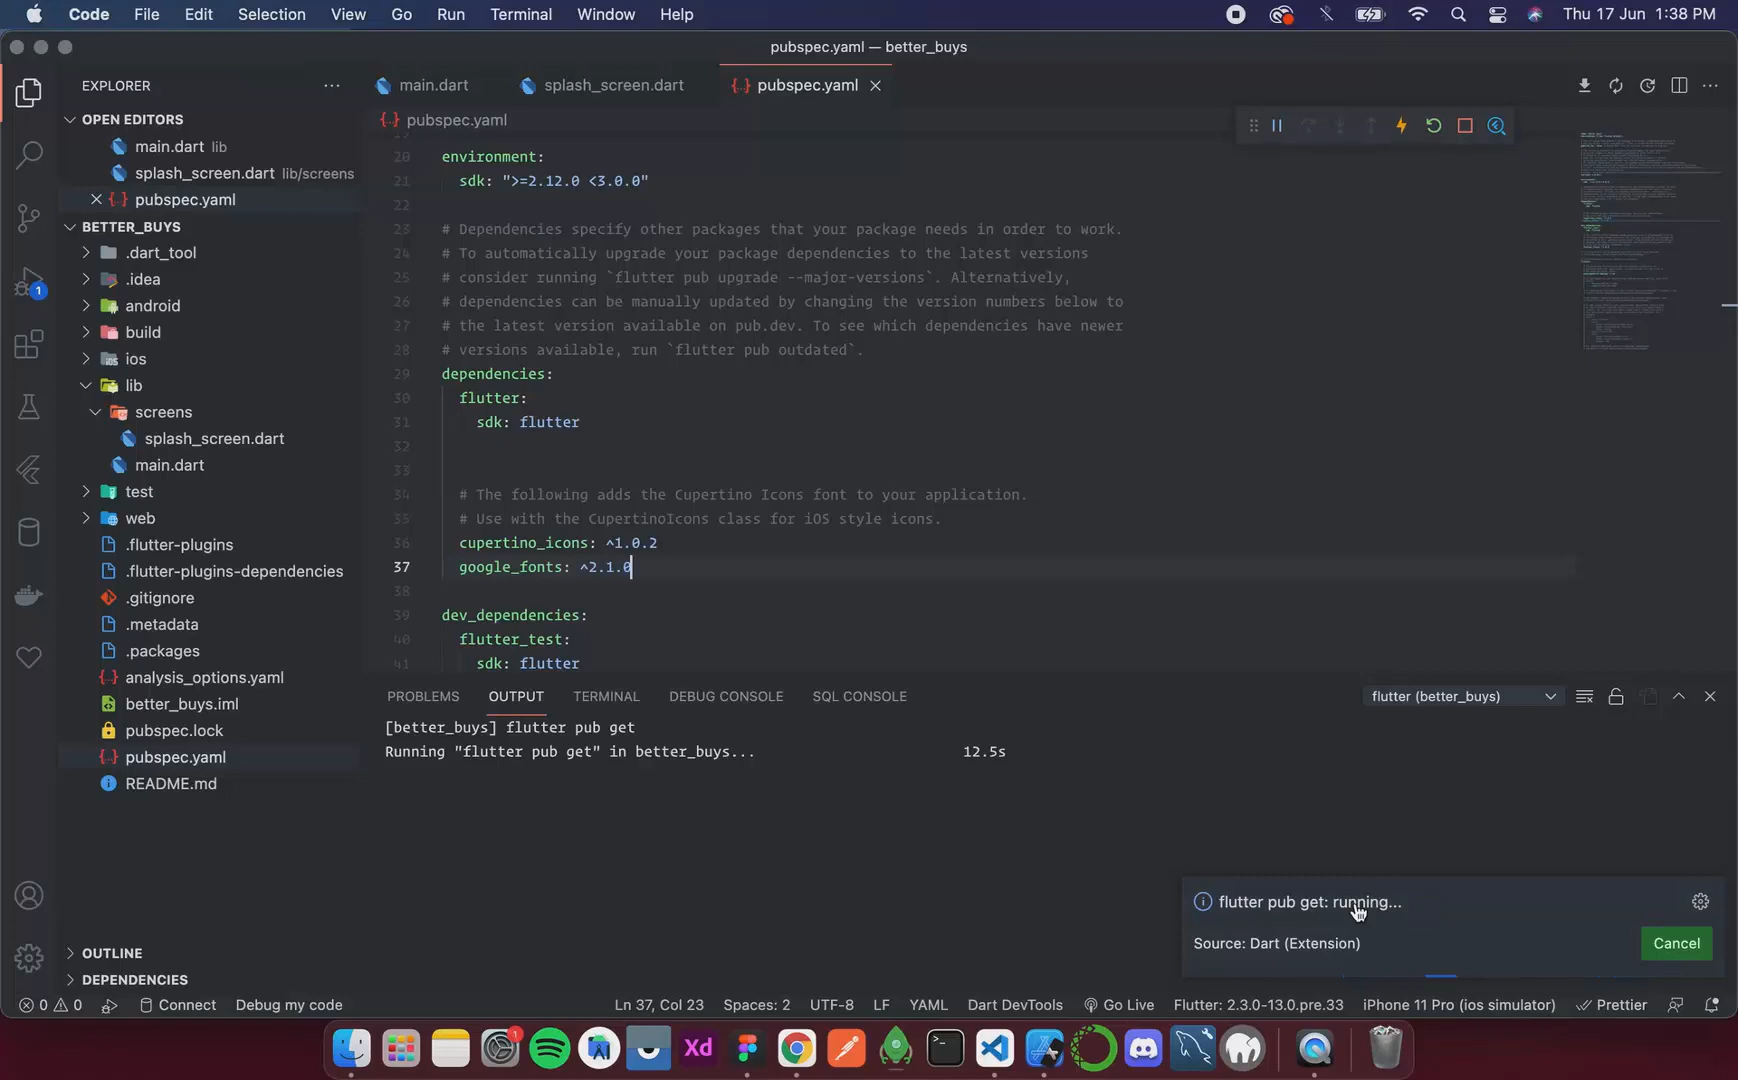 Code File Edit Selection View Go Run Terminal Window Help Thu 17 Jun 1:38 PM
pubspec.yaml — better_buys
EXPLORER
main.dart splash_screen.dart pubspec.yaml
OPEN EDITORS
main.dart lib
splash_screen.dart lib/screens
pubspec.yaml
BETTER_BUYS
.dart_tool
.idea
android
build
ios
lib
screens
splash_screen.dart
main.dart
test
web
.flutter-plugins
.flutter-plugins-dependencies
.gitignore
.metadata
.packages
analysis_options.yaml
better_buys.iml
pubspec.lock
pubspec.yaml
README.md
OUTLINE
DEPENDENCIES
1
pubspec.yaml
20 environment:
21 sdk: ">=2.12.0 <3.0.0"
22
23 # Dependencies specify other packages that your package needs in order to work.
24 # To automatically upgrade your package dependencies to the latest versions
25 # consider running `flutter pub upgrade --major-versions`. Alternatively,
26 # dependencies can be manually updated by changing the version numbers below to
27 # the latest version available on pub.dev. To see which dependencies have newer
28 # versions available, run `flutter pub outdated`.
29 dependencies:
30 flutter:
31 sdk: flutter
32
33
34 # The following adds the Cupertino Icons font to your application.
35 # Use with the CupertinoIcons class for iOS style icons.
36 cupertino_icons: ^1.0.2
37 google_fonts: ^2.1.0
38
39 dev_dependencies:
40 flutter_test:
41 sdk: flutter
PROBLEMS OUTPUT TERMINAL DEBUG CONSOLE SQL CONSOLE flutter (better_buys)
[better_buys] flutter pub get
Running "flutter pub get" in better_buys... 12.5s
flutter pub get: running...
Source: Dart (Extension) Cancel
0 0 Connect Debug my code Ln 37, Col 23 Spaces: 2 UTF-8 LF YAML Dart DevTools Go Live Flutter: 2.3.0-13.0.pre.33 iPhone 11 Pro (ios simulator) Prettier
1
Xd